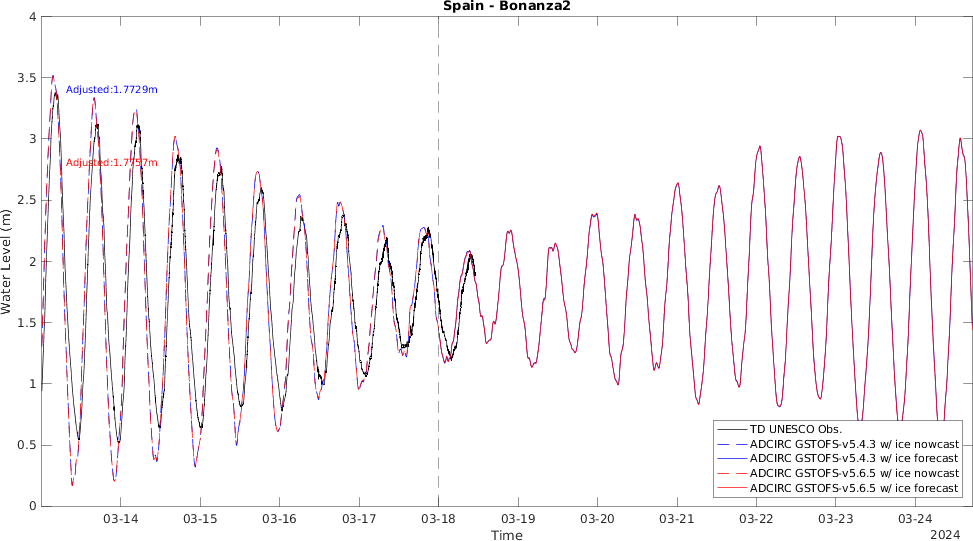 Spain - Bonanza2
4
3.5
3
2.5
2
1.5
1
0.5
0
Water Level (m)
Adjusted:1.7729m
Adjusted:1.7757m
TD UNESCO Obs.
ADCIRC GSTOFS-v5.4.3 w/ ice nowcast
ADCIRC GSTOFS-v5.4.3 w/ ice forecast
ADCIRC GSTOFS-v5.6.5 w/ ice nowcast
ADCIRC GSTOFS-v5.6.5 w/ ice forecast
03-14 03-15 03-16 03-17 03-18 03-19 03-20 03-21 03-22 03-23 03-24
Time
2024